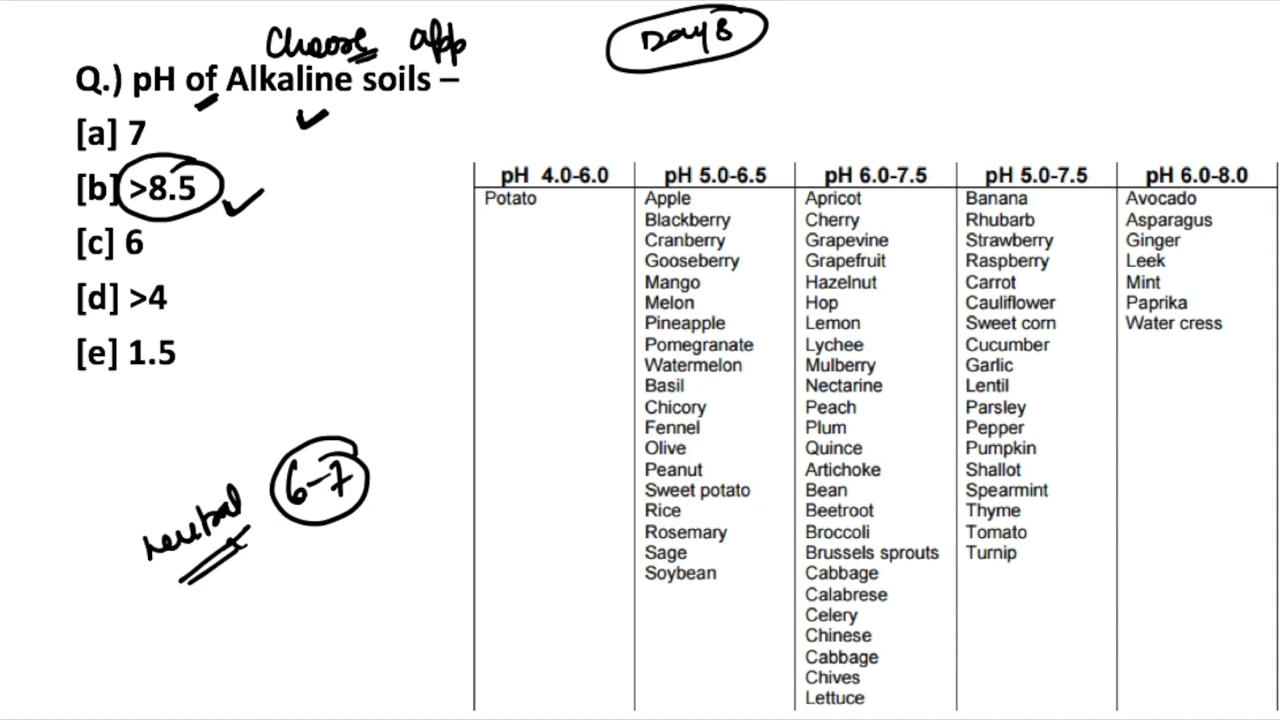 Choose app
Day 8
Q.) pH of Alkaline soils –
[a] 7
[b] >8.5
[c] 6
[d] >4
[e] 1.5
neutral 6-7
pH 4.0-6.0
Potato
pH 5.0-6.5
Apple
Blackberry
Cranberry
Gooseberry
Mango
Melon
Pineapple
Pomegranate
Watermelon
Basil
Chicory
Fennel
Olive
Peanut
Sweet potato
Rice
Rosemary
Sage
Soybean
pH 6.0-7.5
Apricot
Cherry
Grapevine
Grapefruit
Hazelnut
Hop
Lemon
Lychee
Mulberry
Nectarine
Peach
Plum
Quince
Artichoke
Bean
Beetroot
Broccoli
Brussels sprouts
Cabbage
Calabrese
Celery
Chinese
Cabbage
Chives
Lettuce
pH 5.0-7.5
Banana
Rhubarb
Strawberry
Raspberry
Carrot
Cauliflower
Sweet corn
Cucumber
Garlic
Lentil
Parsley
Pepper
Pumpkin
Shallot
Spearmint
Thyme
Tomato
Turnip
pH 6.0-8.0
Avocado
Asparagus
Ginger
Leek
Mint
Paprika
Water cress